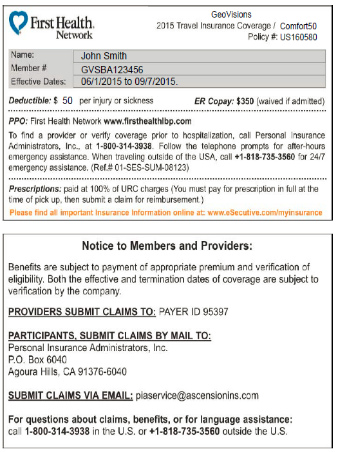 First Health.
Network
GeoVisions
2015 Travel Insurance Coverage / Comfort50
Policy #: US160580
Name: John Smith
Member # GVSBA123456
Effective Dates: 06/1/2015 to 09/7/2015.
Deductible: $ 50 per injury or sickness ER Copay: $350 (waived if admitted)
PPO: First Health Network www.firsthealthlbp.com
To find a provider or verify coverage prior to hospitalization, call Personal Insurance
Administrators, Inc., at 1-800-314-3938. Follow the telephone prompts for after-hours
emergency assistance. When traveling outside of the USA, call +1-818-735-3560 for 24/7
emergency assistance. (Ref.# 01-SES-SUM-08123)
Prescriptions: paid at 100% of URC charges (You must pay for prescription in full at the
time of pick up, then submit a claim for reimbursement.)
Please find all important Insurance Information online at: www.eSecutive.com/myinsurance
Notice to Members and Providers:
Benefits are subject to payment of appropriate premium and verification of
eligibility. Both the effective and termination dates of coverage are subject to
verification by the company.
PROVIDERS SUBMIT CLAIMS TO: PAYER ID 95397
PARTICIPANTS, SUBMIT CLAIMS BY MAIL TO:
Personal Insurance Administrators, Inc.
P.O. Box 6040
Agoura Hills, CA 91376-6040
SUBMIT CLAIMS VIA EMAIL: piaservice@ascensionins.com
For questions about claims, benefits, or for language assistance:
call 1-800-314-3938 in the U.S. or +1-818-735-3560 outside the U.S.